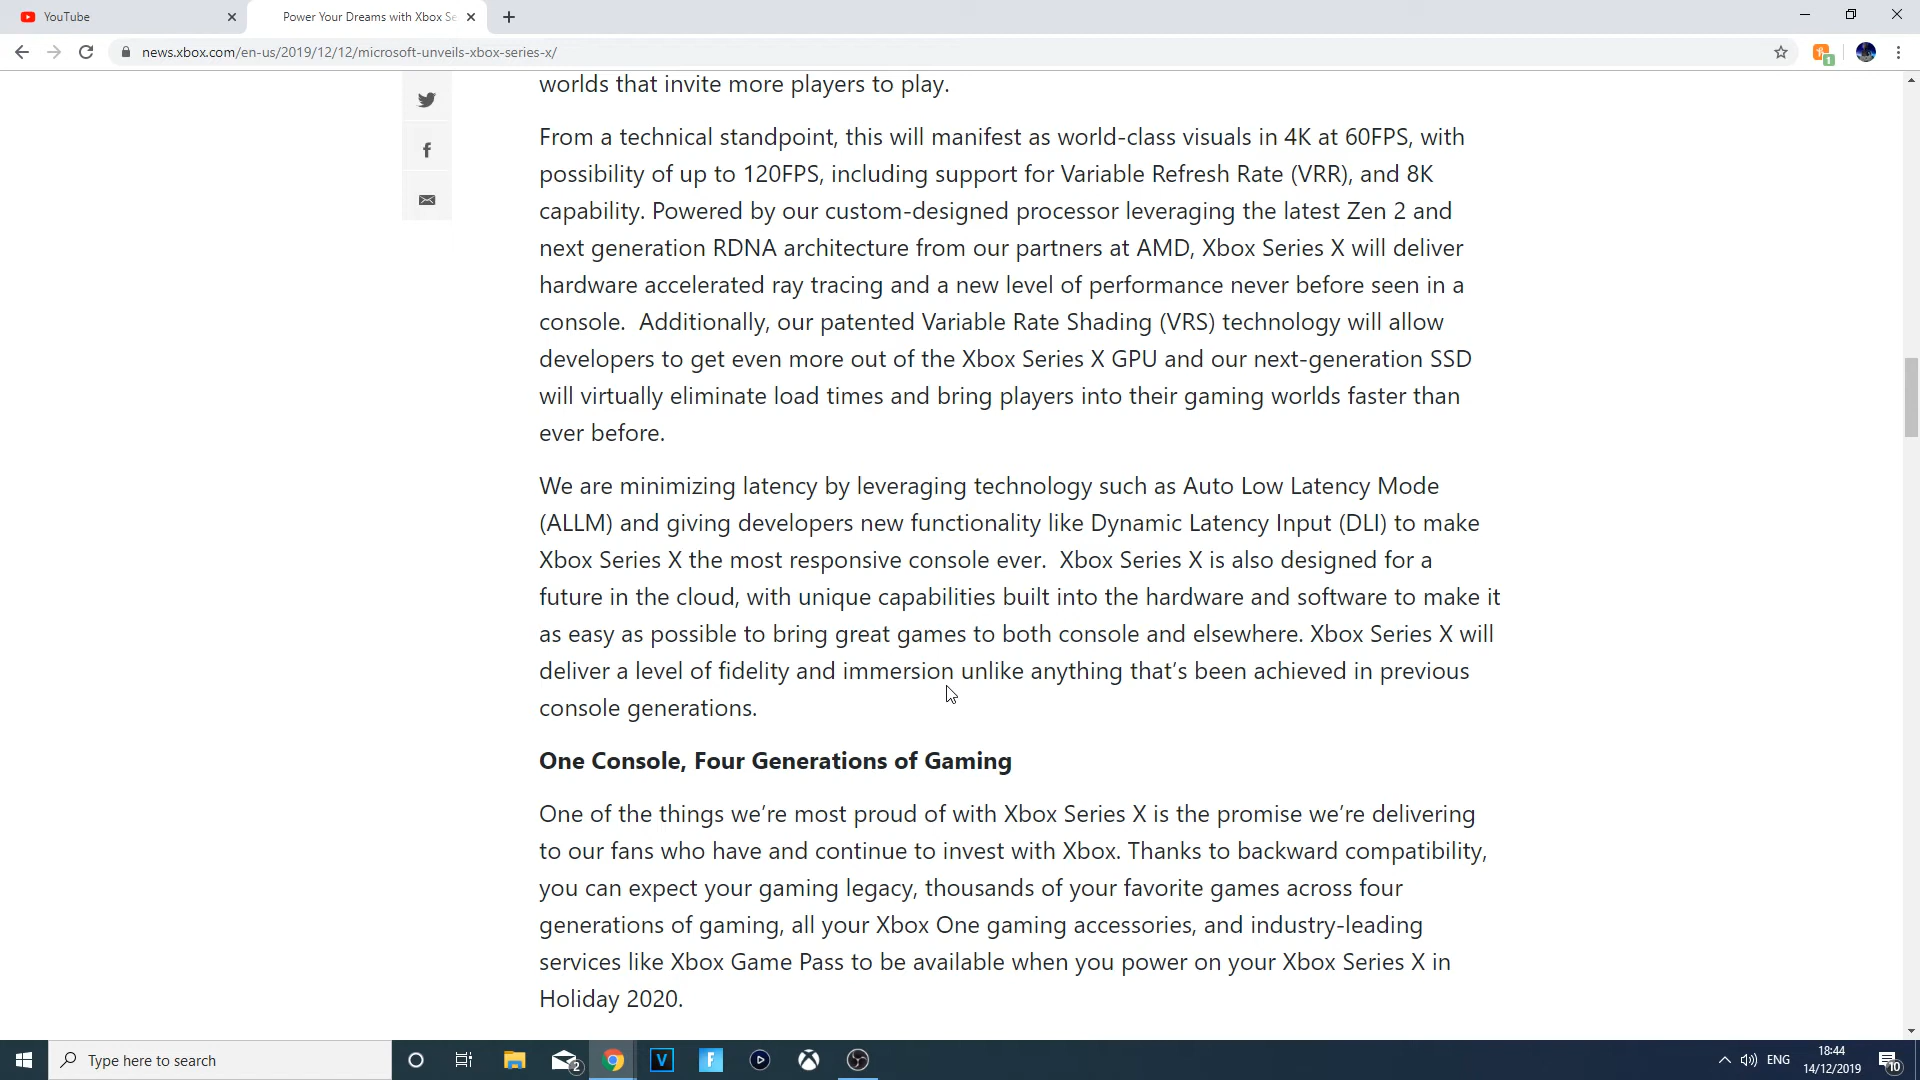 YouTube
Power Your Dreams with Xbox Se
news.xbox.com/en-us/2019/12/12/microsoft-unveils-xbox-series-x/
1
worlds that invite more players to play.
From a technical standpoint, this will manifest as world-class visuals in 4K at 60FPS, with
possibility of up to 120FPS, including support for Variable Refresh Rate (VRR), and 8K
capability. Powered by our custom-designed processor leveraging the latest Zen 2 and
next generation RDNA architecture from our partners at AMD, Xbox Series X will deliver
hardware accelerated ray tracing and a new level of performance never before seen in a
console.  Additionally, our patented Variable Rate Shading (VRS) technology will allow
developers to get even more out of the Xbox Series X GPU and our next-generation SSD
will virtually eliminate load times and bring players into their gaming worlds faster than
ever before.
We are minimizing latency by leveraging technology such as Auto Low Latency Mode
(ALLM) and giving developers new functionality like Dynamic Latency Input (DLI) to make
Xbox Series X the most responsive console ever.  Xbox Series X is also designed for a
future in the cloud, with unique capabilities built into the hardware and software to make it
as easy as possible to bring great games to both console and elsewhere. Xbox Series X will
deliver a level of fidelity and immersion unlike anything that’s been achieved in previous
console generations.
One Console, Four Generations of Gaming
One of the things we’re most proud of with Xbox Series X is the promise we’re delivering
to our fans who have and continue to invest with Xbox. Thanks to backward compatibility,
you can expect your gaming legacy, thousands of your favorite games across four
generations of gaming, all your Xbox One gaming accessories, and industry-leading
services like Xbox Game Pass to be available when you power on your Xbox Series X in
Holiday 2020.
Type here to search
2
V
F
ENG
18:44
14/12/2019
10